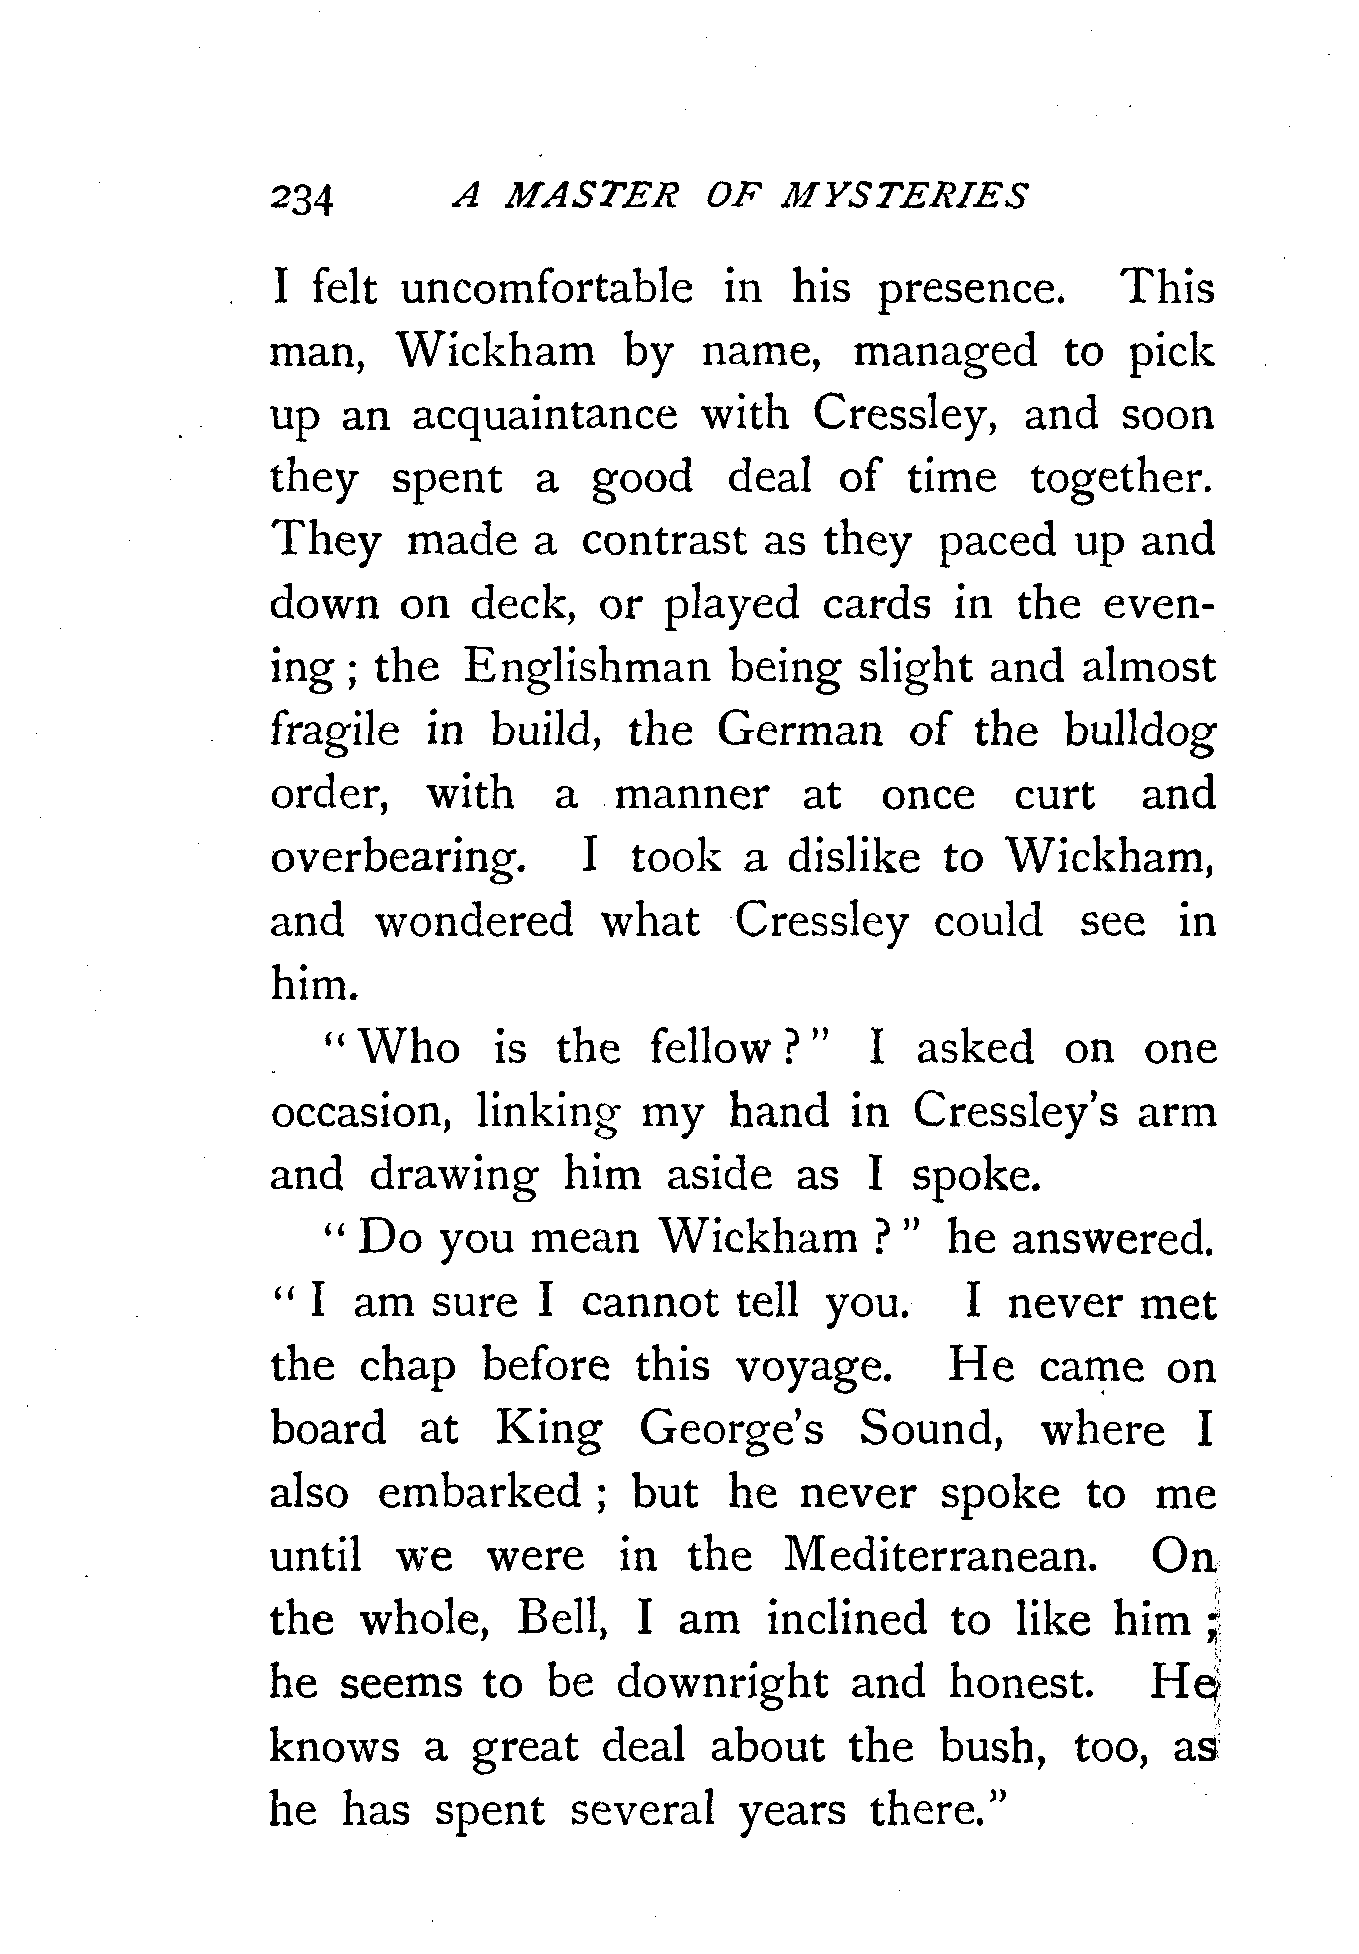 234 A MASTER OF MYSTERIES
I felt uncomfortable in his presence. This
man, Wickham by name, managed to pick
up an acquaintance with Cressley, and soon
they spent a good deal of time together.
They made a contrast as they paced up and
down on deck, or played cards in the even-
ing ; the Englishman being slight and almost
fragile in build, the German of the bulldog
order, with a manner at once curt and
overbearing. I took a dislike to Wickham,
and wondered what Cressley could see in
him.
“ Who is the fellow ? ” I asked on one
occasion, linking my hand in Cressley’s arm
and drawing him aside as I spoke.
“ Do you mean Wickham ? ” he answered.
“ I am sure I cannot tell you. I never met
the chap before this voyage. He came on
board at King George’s Sound, where I
also embarked ; but he never spoke to me
until we were in the Mediterranean. On
the whole, Bell, I am inclined to like him ;
he seems to be downright and honest. He
knows a great deal about the bush, too, as
he has spent several years there.”